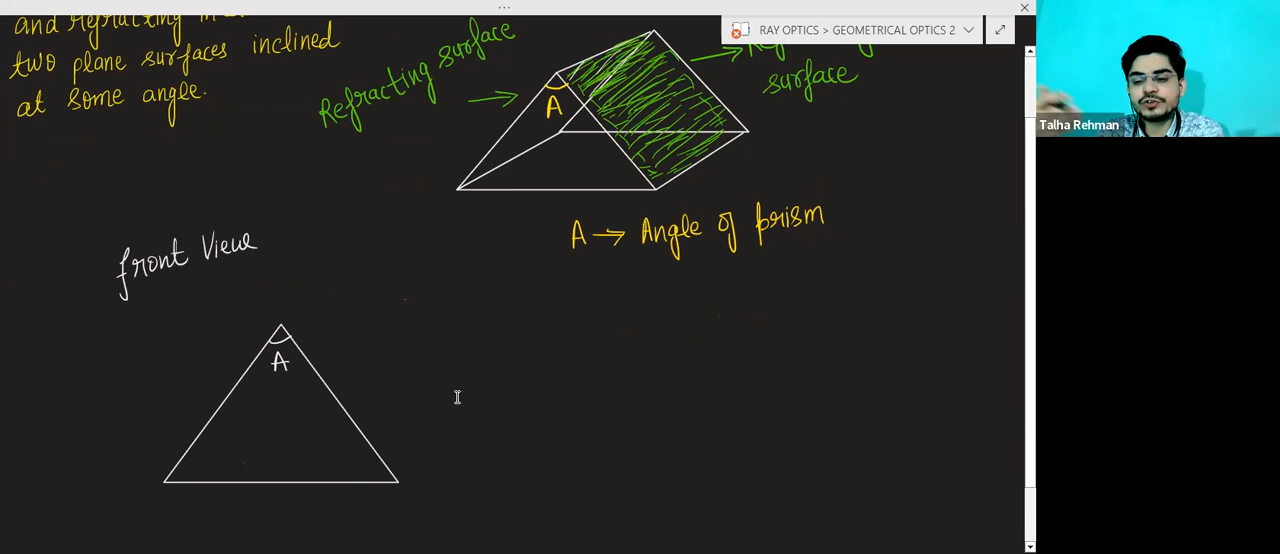 and refracting
two plane surfaces inclined
at some angle.
Refracting surface
surface
A
A → Angle of prism
front View
A
... RAY OPTICS > GEOMETRICAL OPTICS 2
Talha Rehman